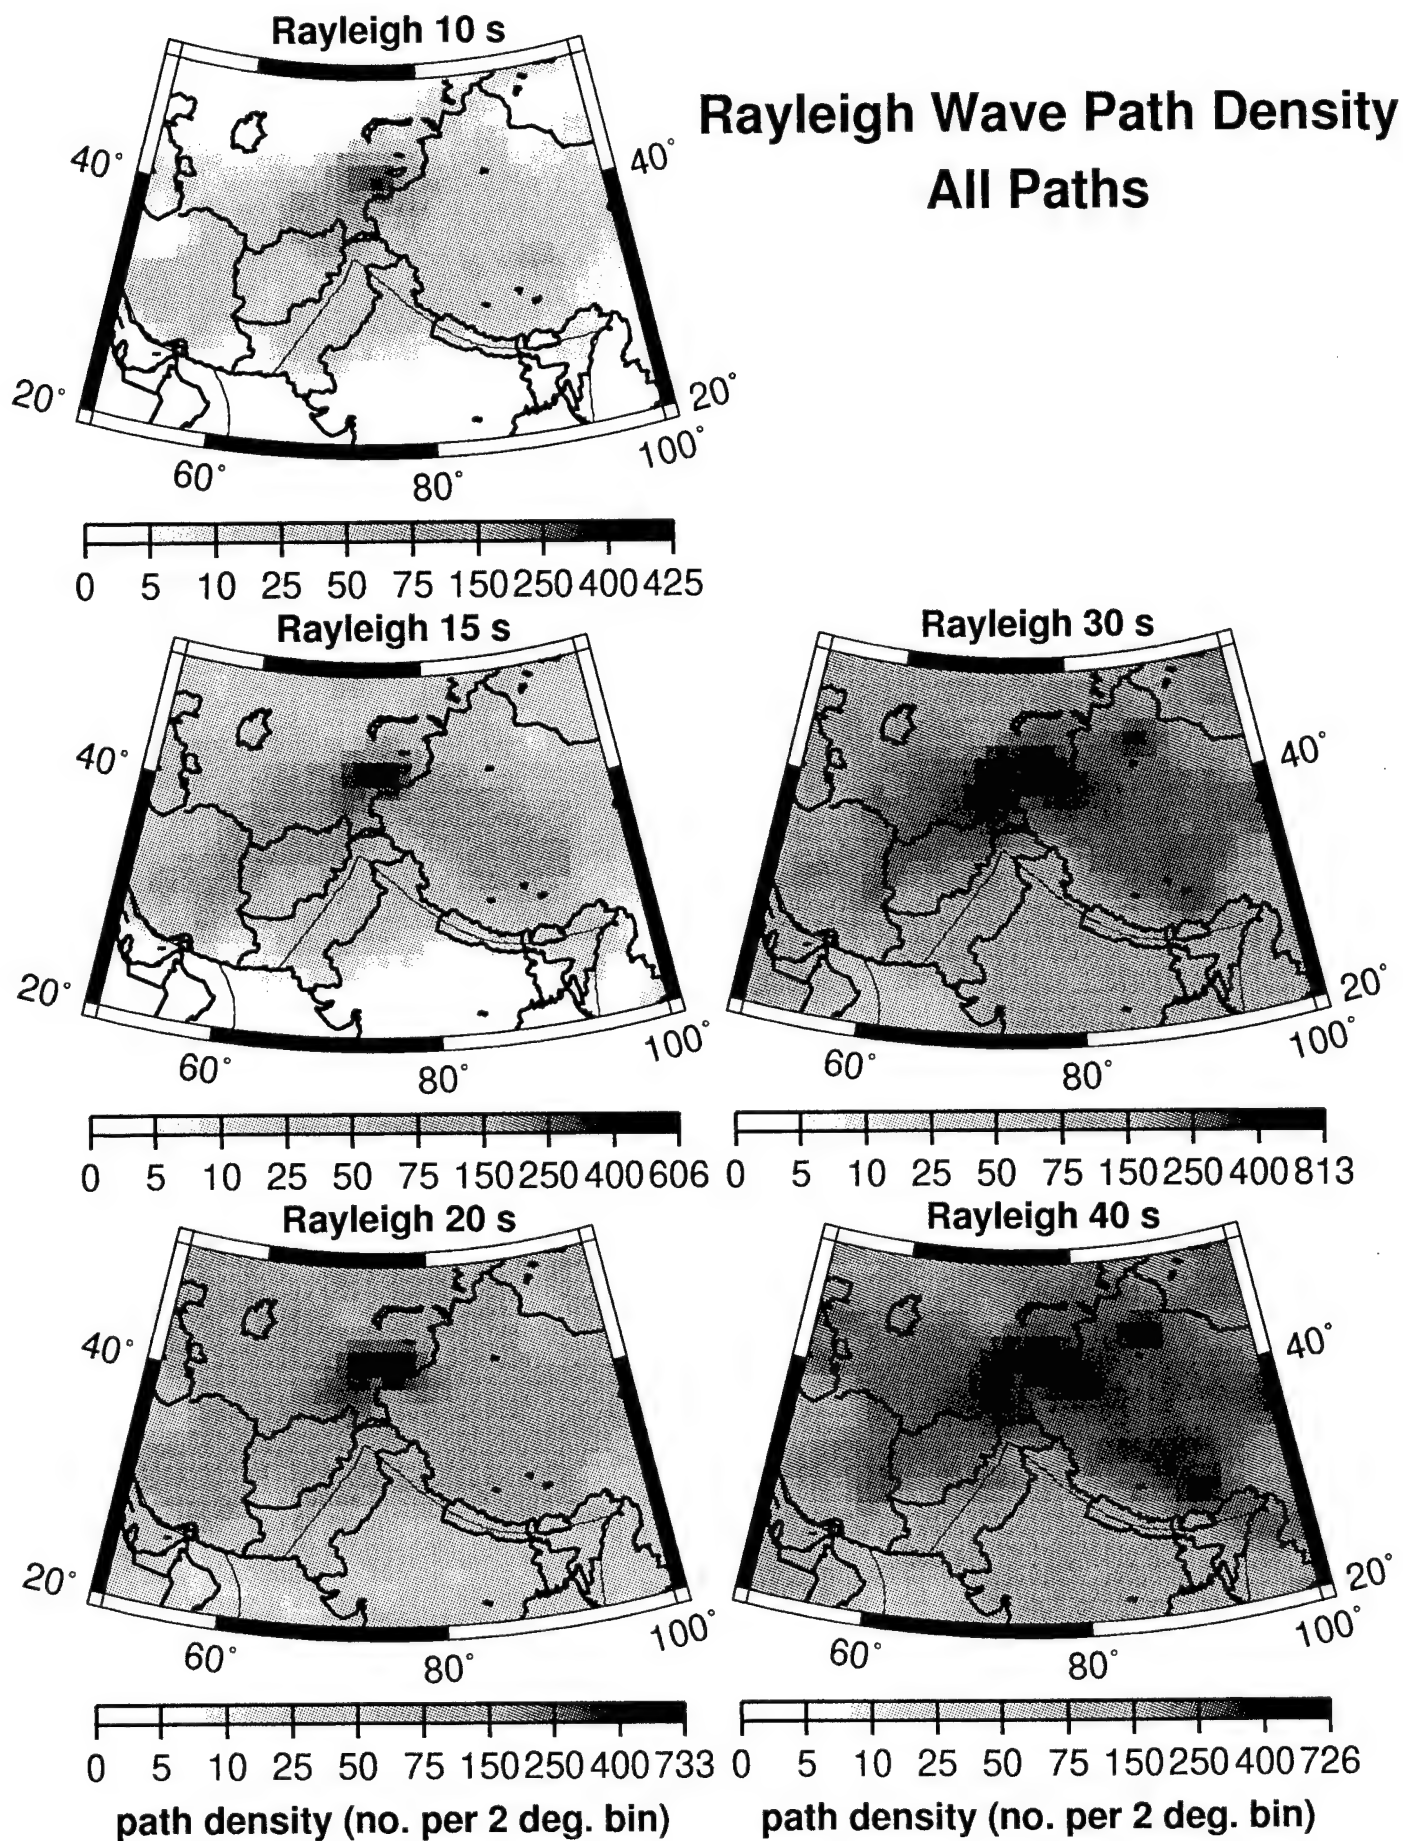 Rayleigh 10 s
Rayleigh Wave Path Density
All Paths
40° 40°
20° 20°
60° 80° 100°
0 5 10 25 50 75 150 250 400 425
Rayleigh 15 s
40°
20°
60° 80° 100°
0 5 10 25 50 75 150 250 400 606
Rayleigh 30 s
40°
20°
60° 80° 100°
0 5 10 25 50 75 150 250 400 813
Rayleigh 20 s
40°
20°
60° 80° 100°
0 5 10 25 50 75 150 250 400 733
path density (no. per 2 deg. bin)
Rayleigh 40 s
40°
20°
60° 80° 100°
0 5 10 25 50 75 150 250 400 726
path density (no. per 2 deg. bin)